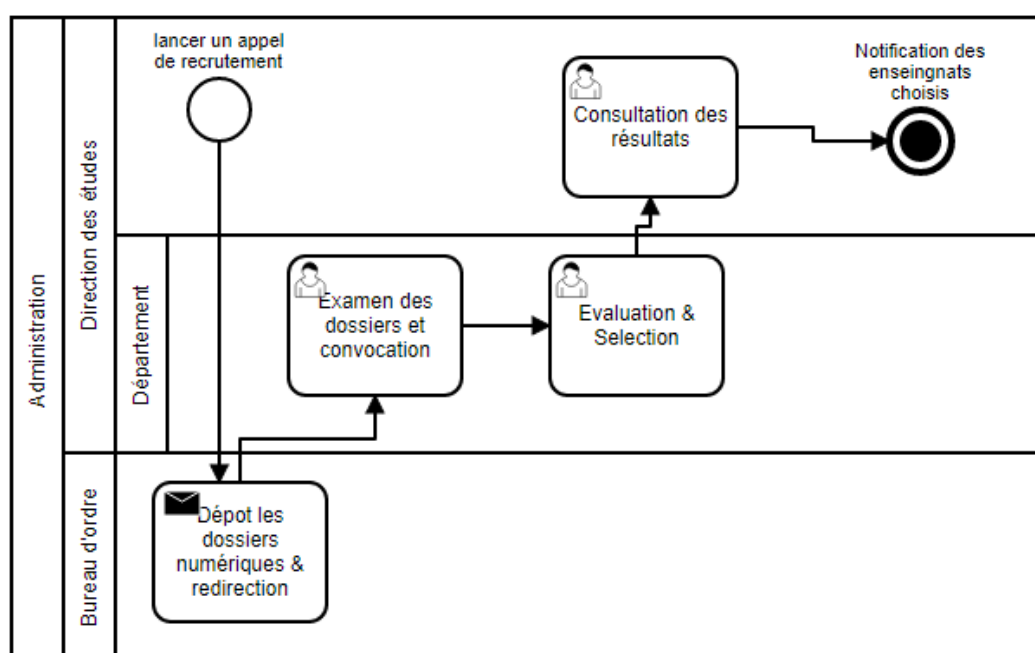 Administration
Direction des études
lancer un appel
de recrutement
Consultation des
résultats
Notification des
enseingnats
choisis
Département
Examen des
dossiers et
convocation
Evaluation &
Selection
Bureau d'ordre
Dépot les
dossiers
numériques &
redirection